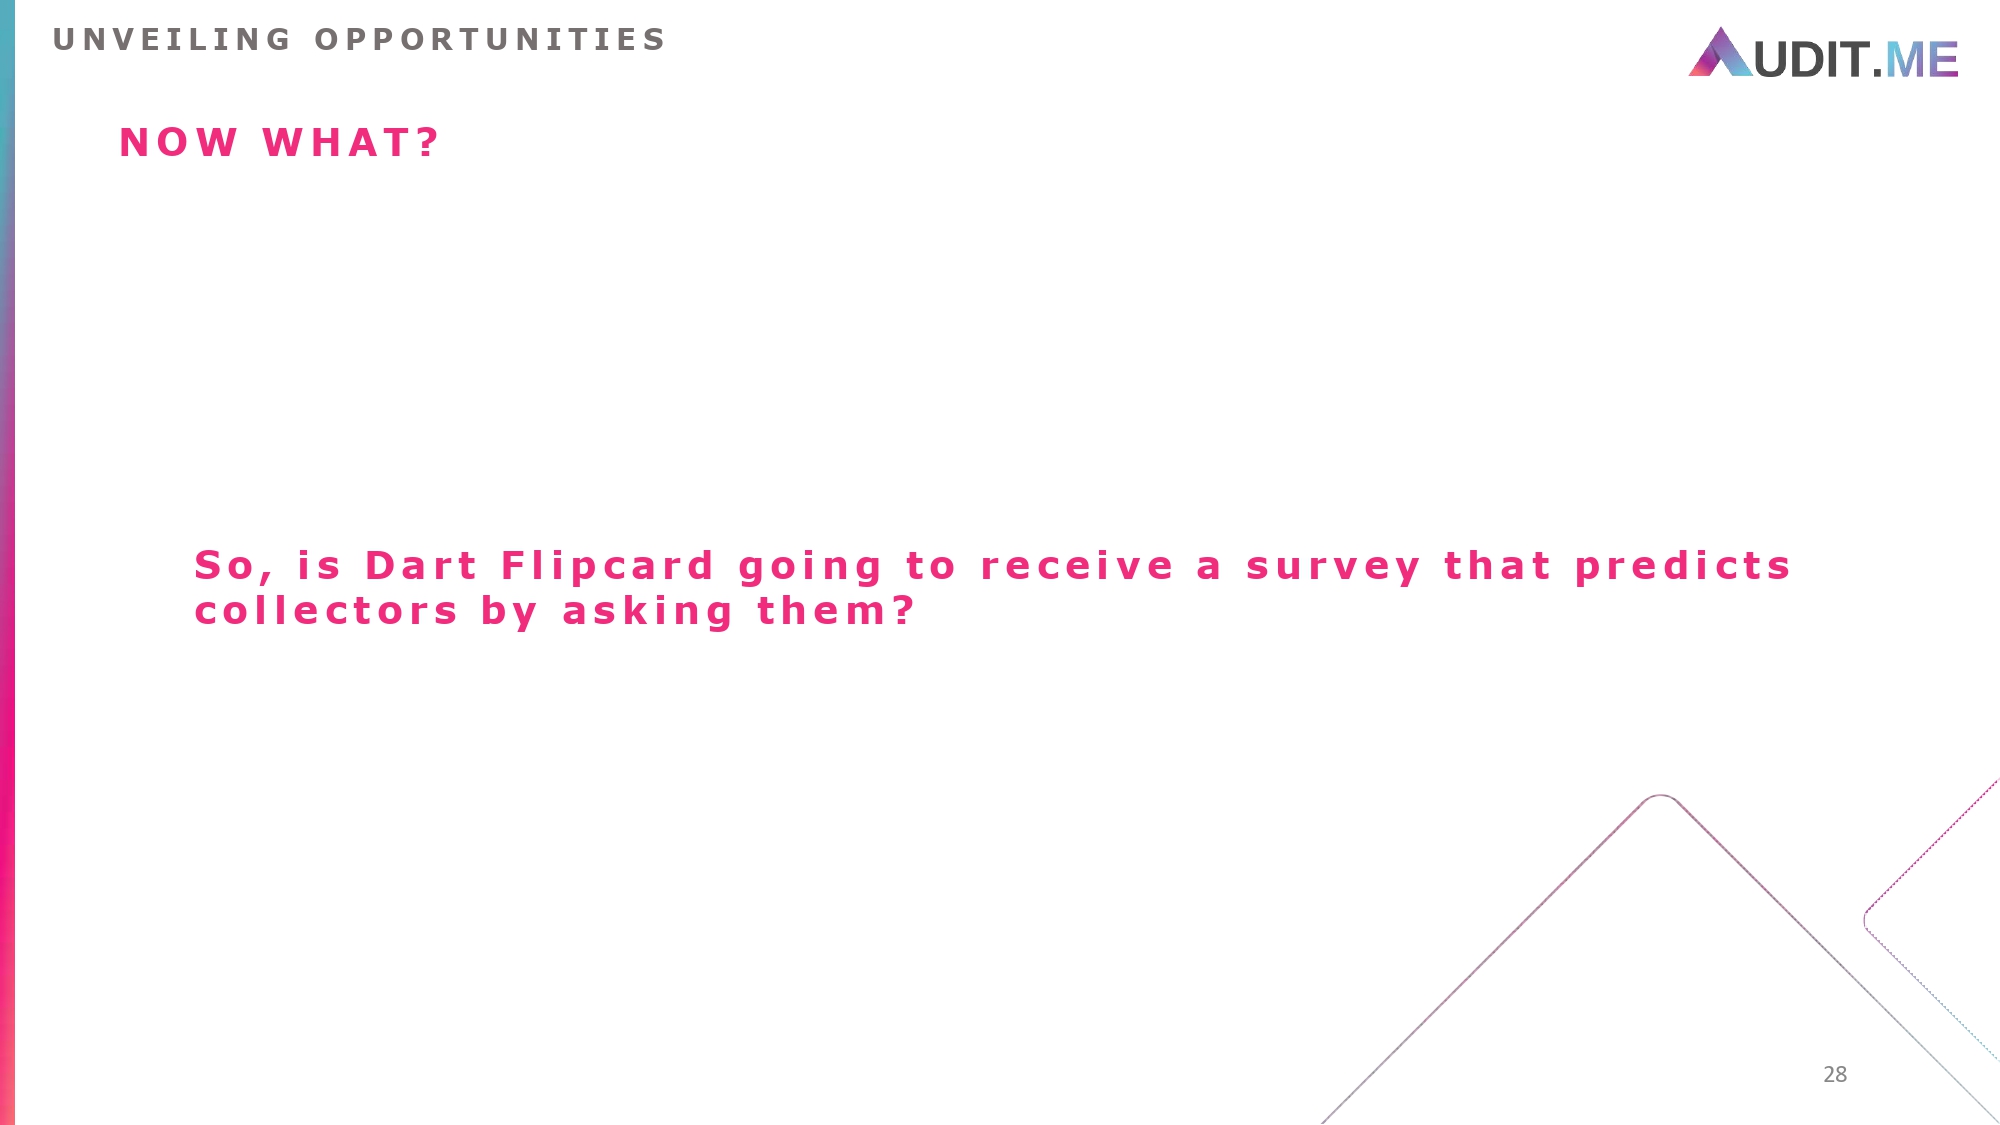 UNVEILING OPPORTUNITIES
AUDIT.ME
NOW WHAT?
So, is Dart Flipcard going to receive a survey that predicts
collectors by asking them?
28